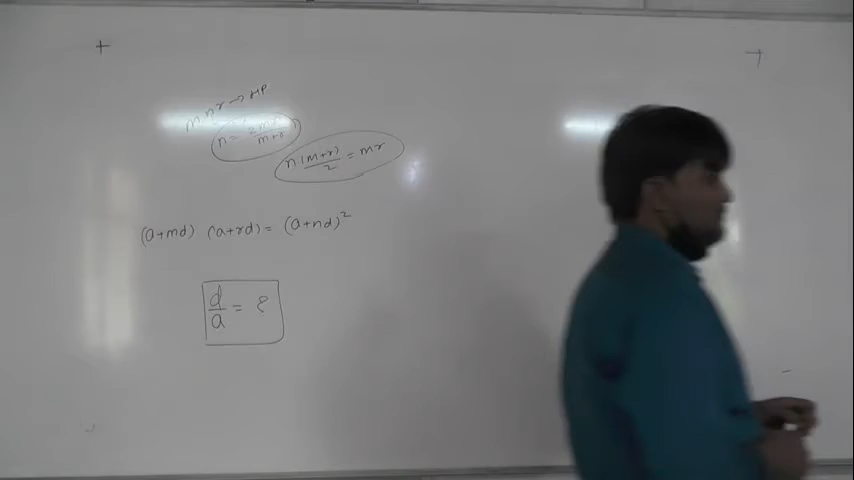 m n r → HP
n = 2mr/m+r
n(m+r)/2 = mr
(a+md) (a+rd) = (a+nd)²
d/a = ?